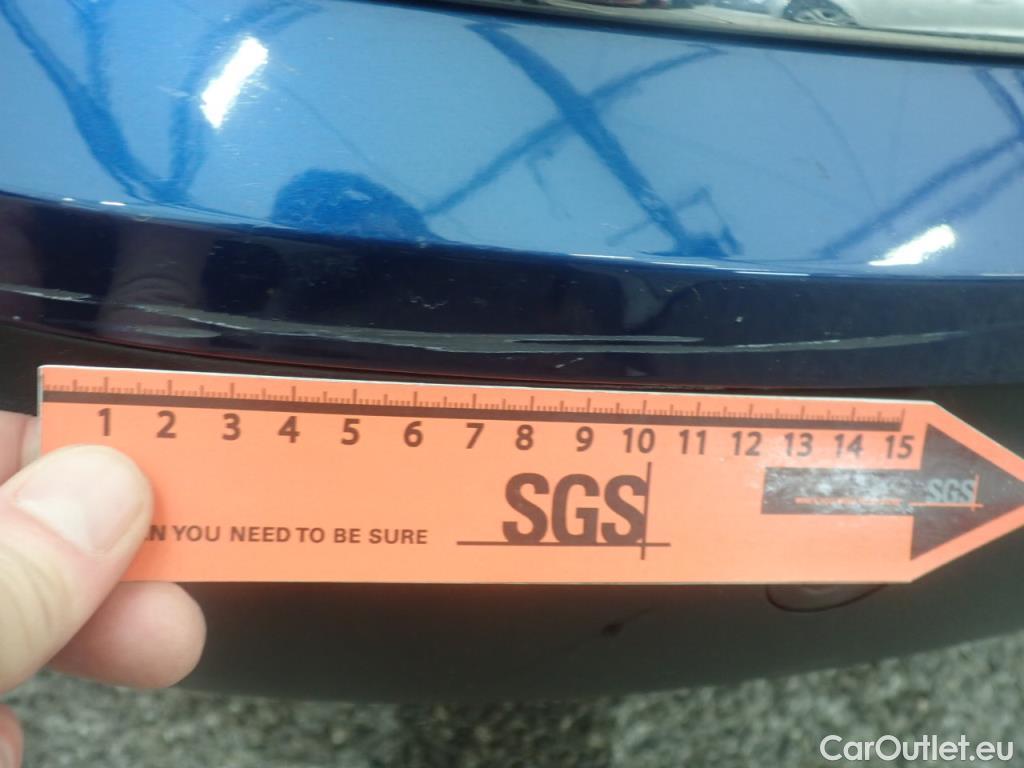 1 2 3 4 5 6 7 8 9 10 11 12 13 14 15
SGS
SGS
YOU NEED TO BE SURE
CarOutlet.eu